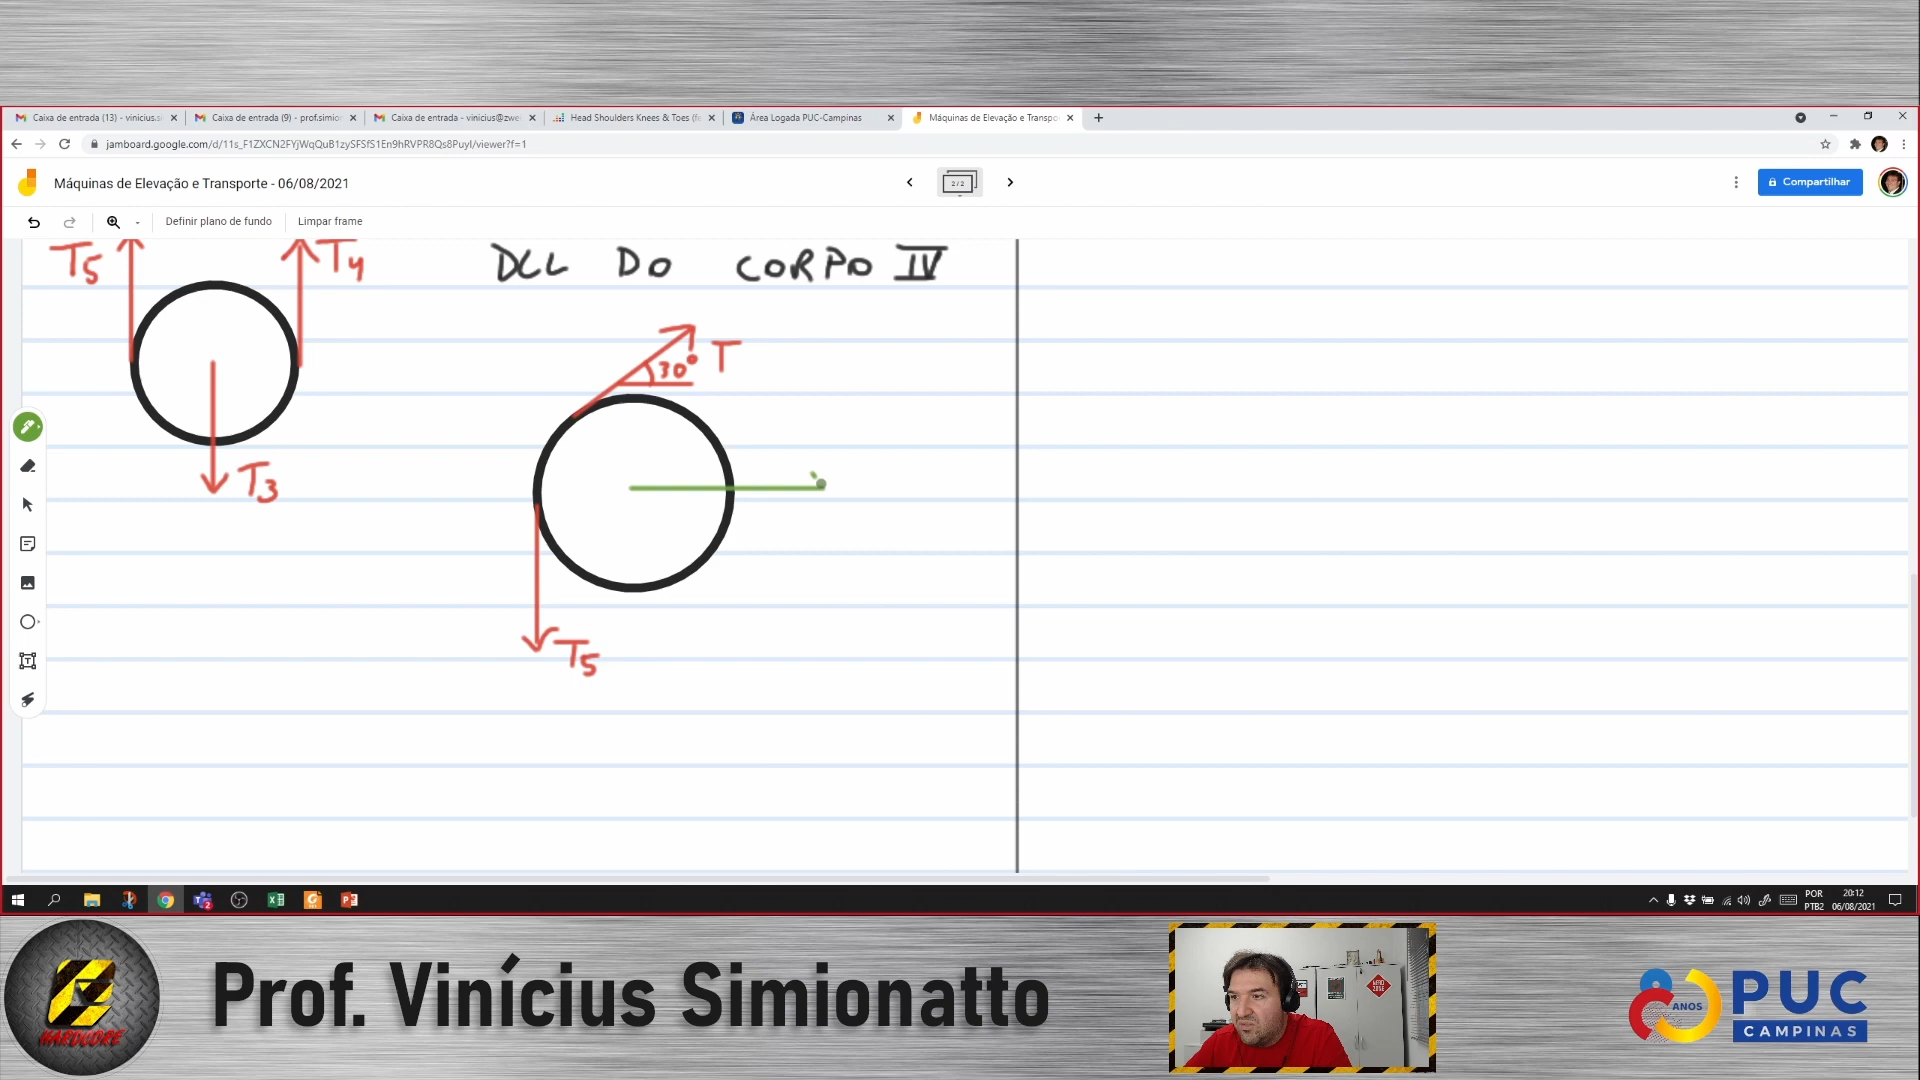 Caixa de entrada (13) - vinicius.s
Caixa de entrada (9) - prof.simio
Caixa de entrada - vinicius@zwe
Head Shoulders Knees & Toes (f
Área Logada PUC-Campinas
Máquinas de Elevação e Transpo
jamboard.google.com/d/11s_F1ZXCN2FYjWqQuB1zySFSfS1En9hRVPR8Qs8PuyI/viewer?f=1
Máquinas de Elevação e Transporte - 06/08/2021
2 / 2
Compartilhar
Definir plano de fundo
Limpar frame
T5
T4
DCL DO CORPO IV
30° T
T3
T5
POR
PTB2
20:12
06/08/2021
HARDCORE
Prof. Vinícius Simionatto
ANOS
PUC
CAMPINAS